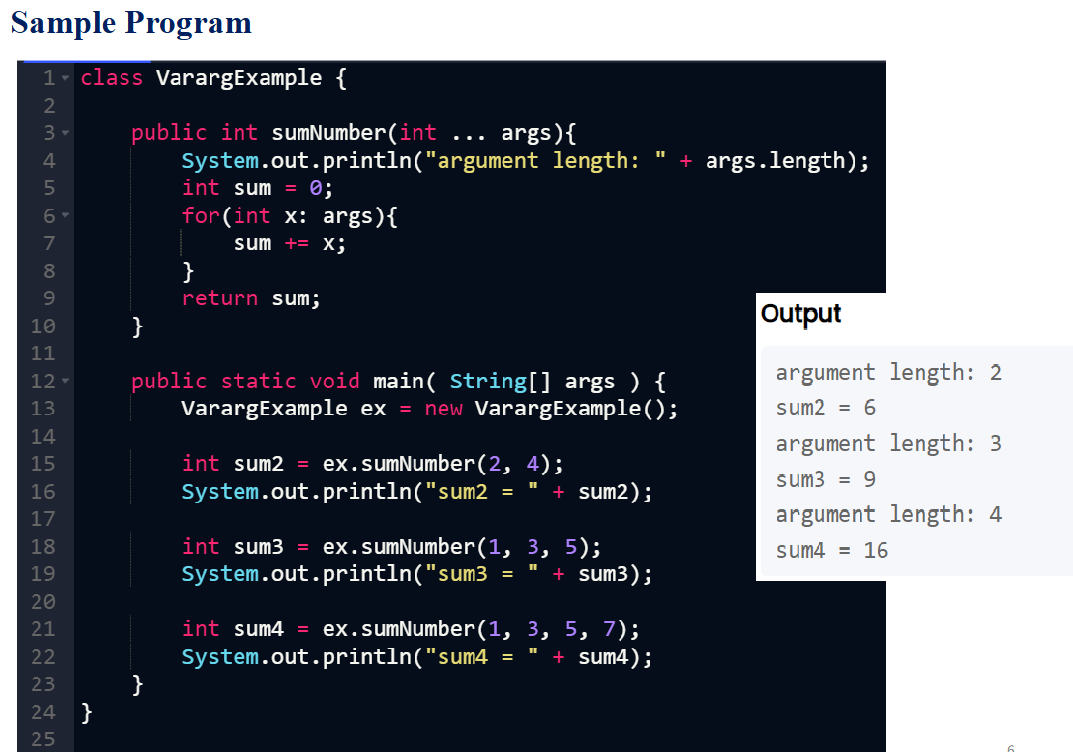 Sample Program
1 class VarargExample {
2
3     public int sumNumber(int ... args){
4         System.out.println("argument length: " + args.length);
5         int sum = 0;
6         for(int x: args){
7             sum += x;
8         }
9         return sum;
10     }
11
12     public static void main( String[] args ) {
13         VarargExample ex = new VarargExample();
14
15         int sum2 = ex.sumNumber(2, 4);
16         System.out.println("sum2 = " + sum2);
17
18         int sum3 = ex.sumNumber(1, 3, 5);
19         System.out.println("sum3 = " + sum3);
20
21         int sum4 = ex.sumNumber(1, 3, 5, 7);
22         System.out.println("sum4 = " + sum4);
23     }
24 }
25
Output
argument length: 2
sum2 = 6
argument length: 3
sum3 = 9
argument length: 4
sum4 = 16
6